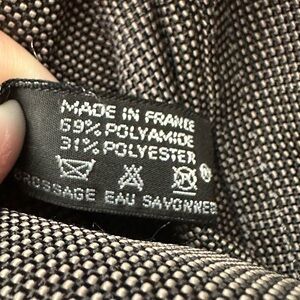 MADE IN FRANCE
69% POLYAMIDE
31% POLYESTER
®
BROSSAGE EAU SAVONNEE